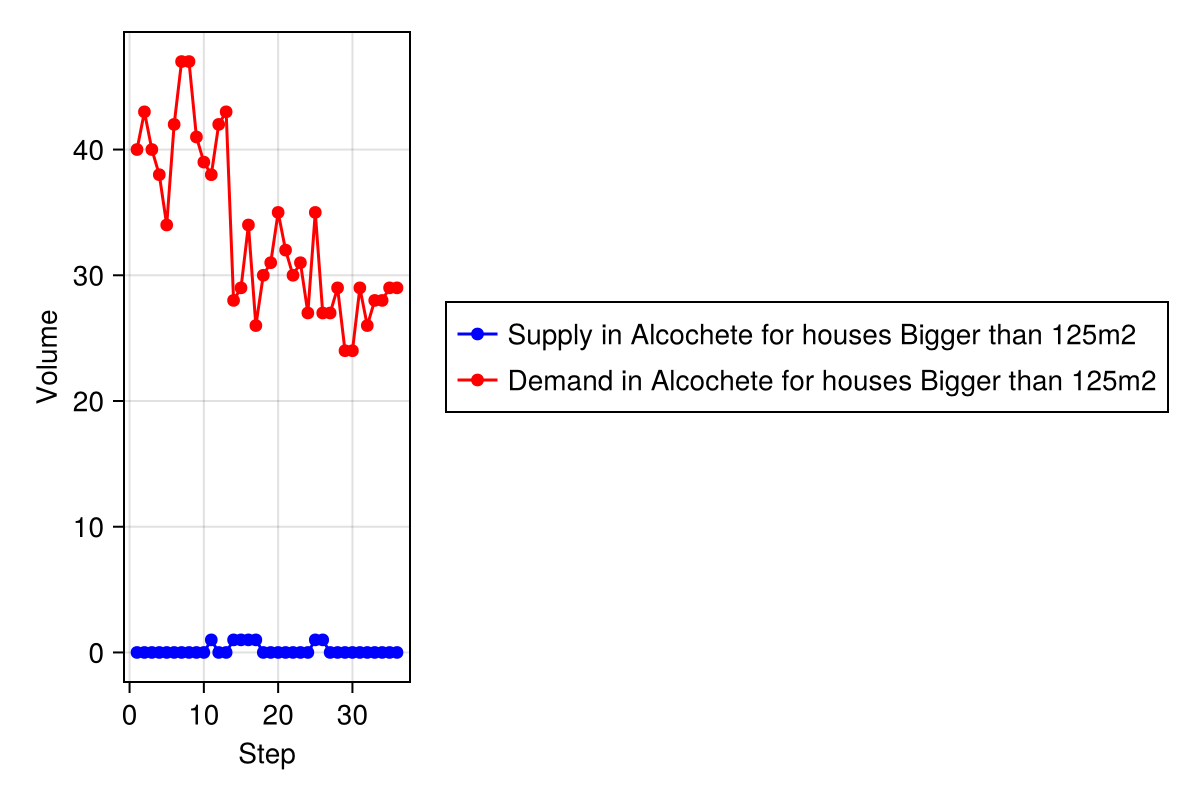 40
30
20
10
0
Volume
0 10 20 30
Step
Supply in Alcochete for houses Bigger than 125m2
Demand in Alcochete for houses Bigger than 125m2